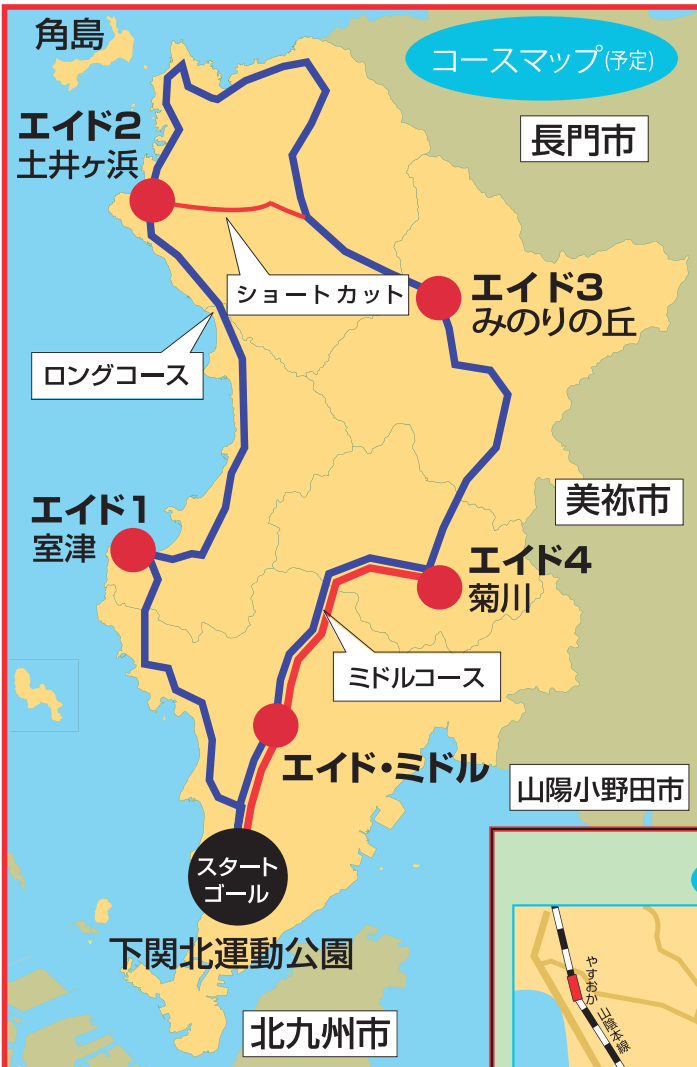 角島
コースマップ(予定)
エイド2
土井ヶ浜
長門市
ショートカット
エイド3
みのりの丘
ロングコース
エイド1
室津
美祢市
エイド4
菊川
ミドルコース
エイド・ミドル
山陽小野田市
スタート
ゴール
下関北運動公園
北九州市
やすおか
山陰本線